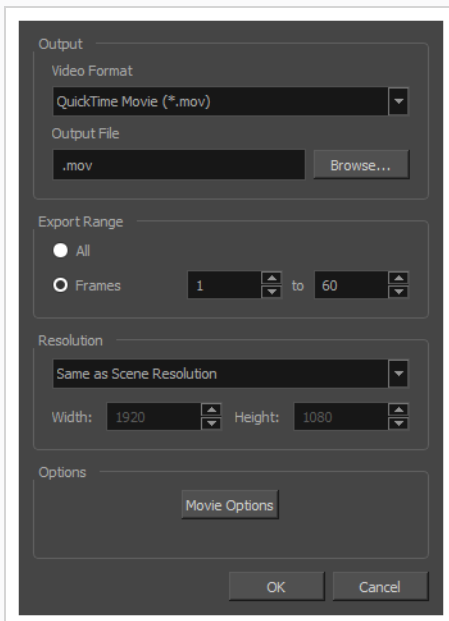 Output
Video Format
QuickTime Movie (*.mov)
Output File
.mov Browse...
Export Range
All
Frames 1 to 60
Resolution
Same as Scene Resolution
Width: 1920 Height: 1080
Options
Movie Options
OK Cancel